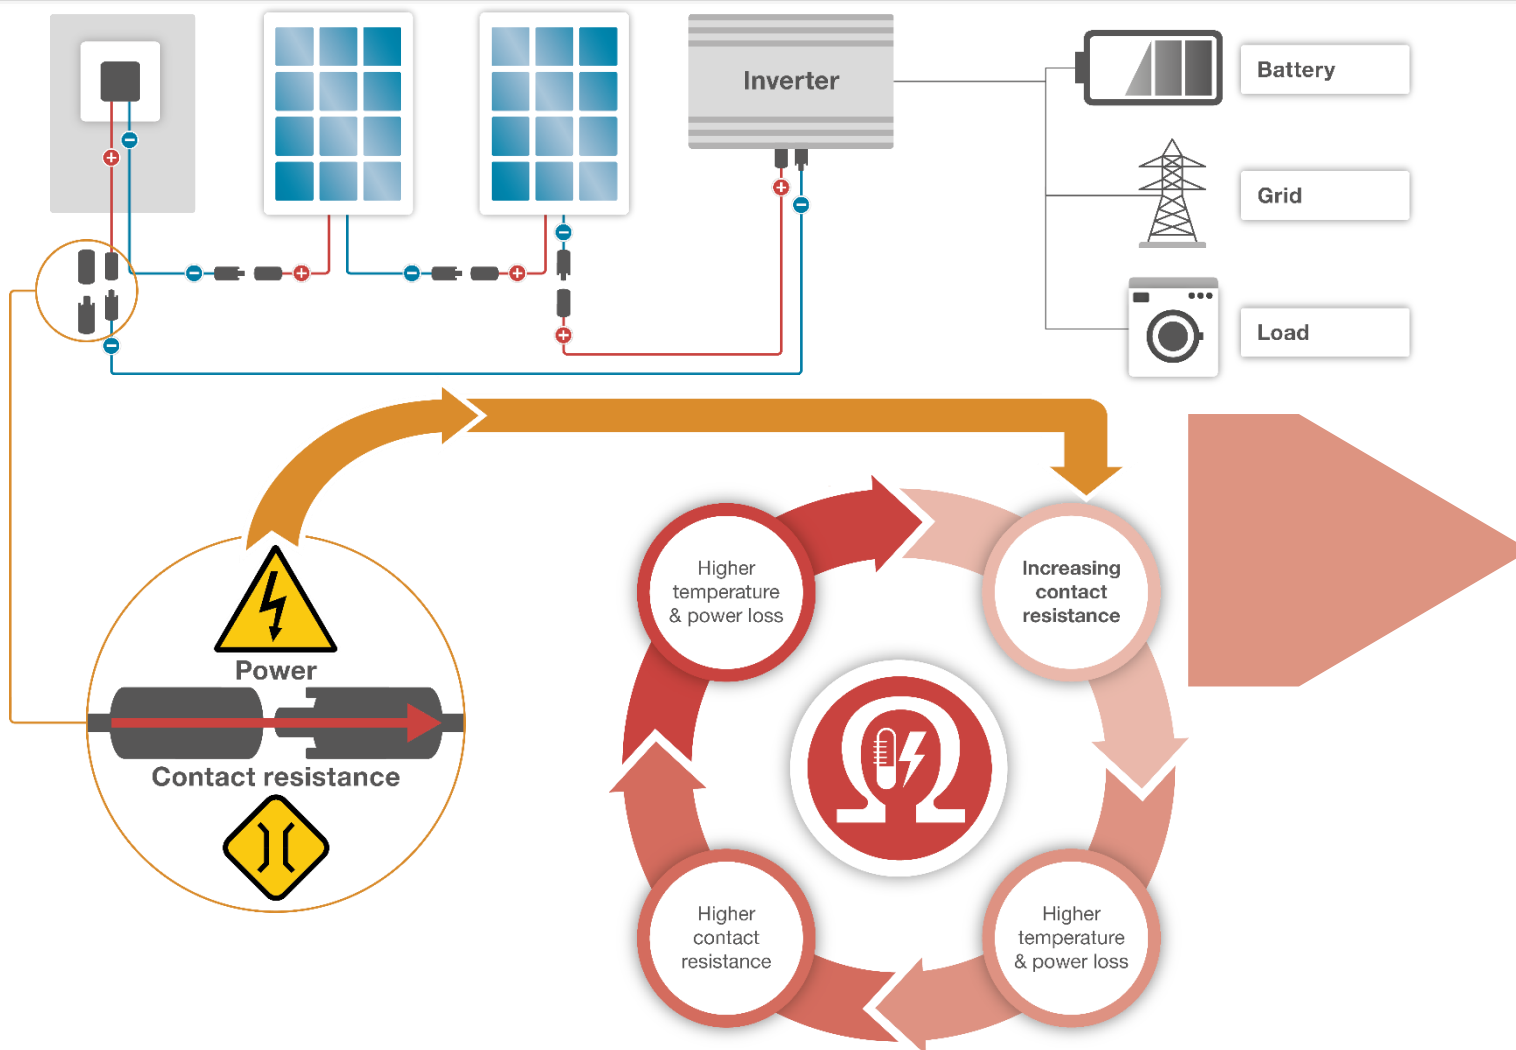 Inverter
Battery
Grid
Load
Power
Contact resistance
Higher
temperature
& power loss
Increasing
contact
resistance
Higher
contact
resistance
Higher
temperature
& power loss